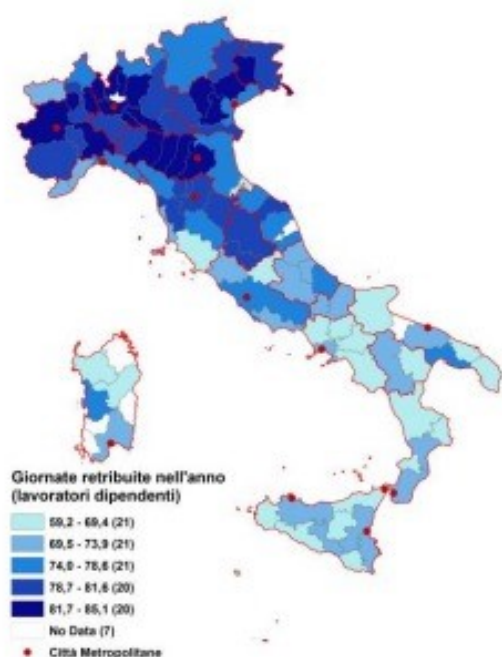 Giornate retribuite nell'anno
(lavoratori dipendenti)
59,2 - 69,4 (21)
69,5 - 73,9 (21)
74,0 - 78,6 (21)
78,7 - 81,6 (20)
81,7 - 85,1 (20)
No Data (7)
Città Metropolitane